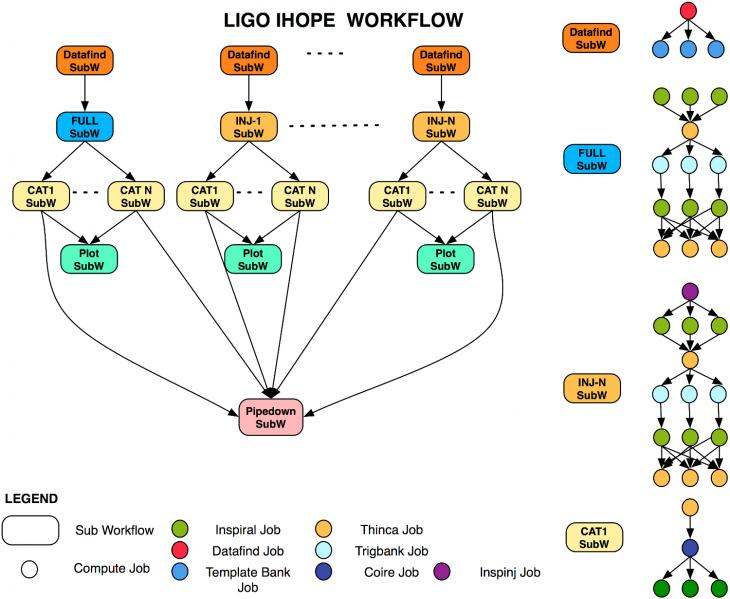 LIGO IHOPE WORKFLOW
Datafind
SubW
Datafind
SubW
Datafind
SubW
Datafind
SubW
FULL
SubW
INJ-1
SubW
INJ-N
SubW
FULL
SubW
CAT1
SubW
CAT N
SubW
CAT1
SubW
CAT N
SubW
CAT1
SubW
CAT N
SubW
Plot
SubW
Plot
SubW
Plot
SubW
Pipedown
SubW
INJ-N
SubW
CAT1
SubW
LEGEND
Sub Workflow
Compute Job
Inspiral Job
Datafind Job
Template Bank
Job
Thinca Job
Trigbank Job
Coire Job
Inspinj Job